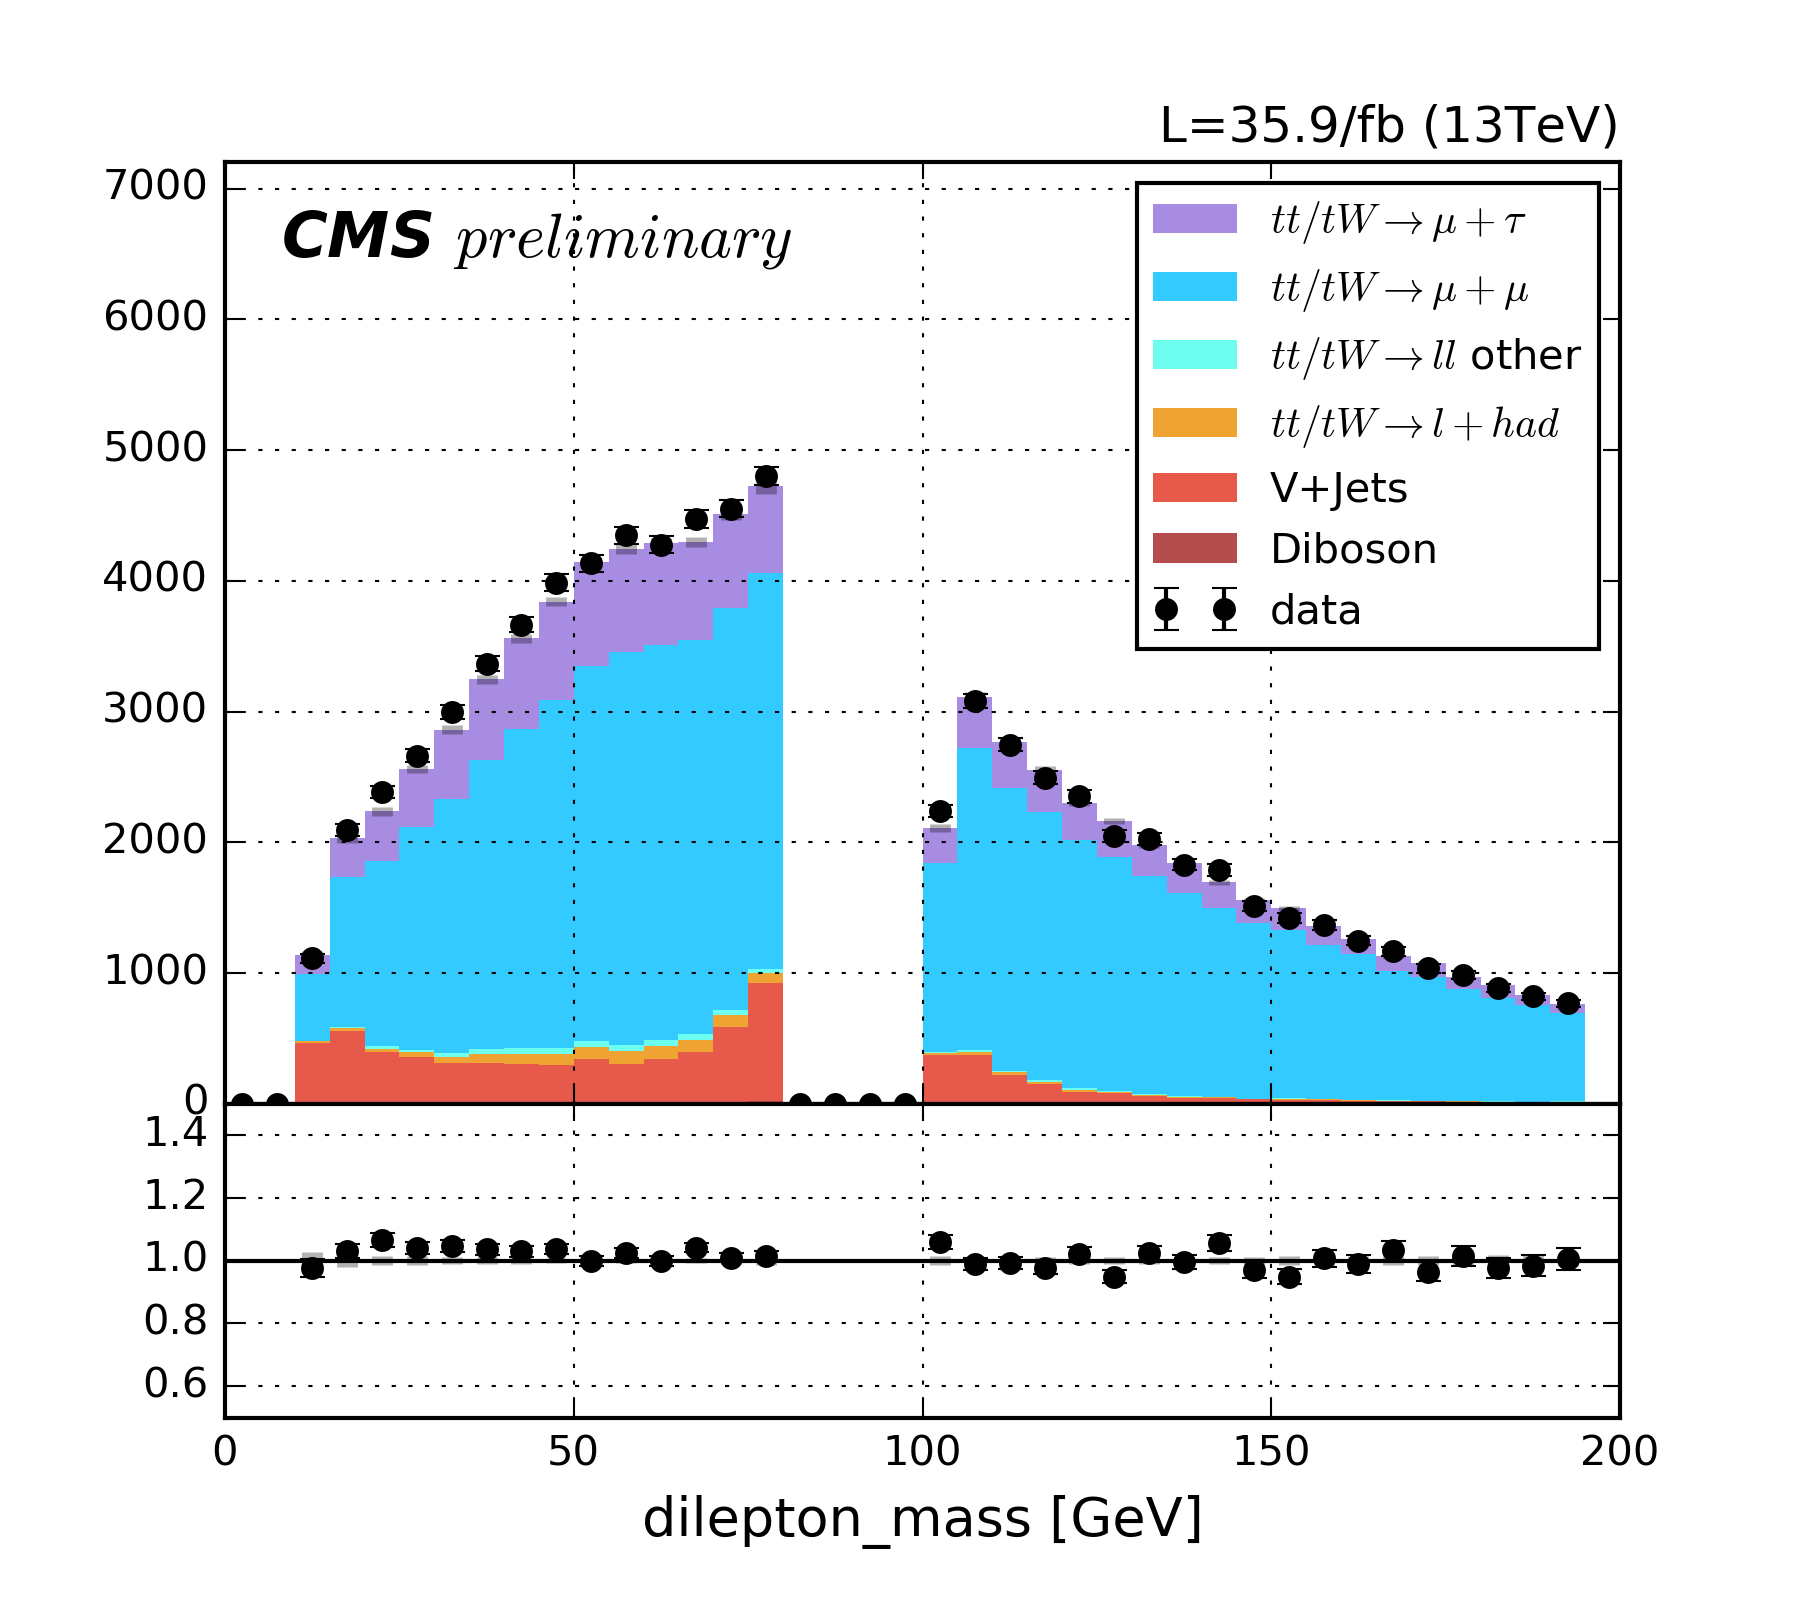 L=35.9/fb (13TeV)
CMS preliminary
7000
6000
5000
4000
3000
2000
1000
0
tt/tW → μ + τ
tt/tW → μ + μ
tt/tW → ll other
tt/tW → l + had
V+Jets
Diboson
data
1.4
1.2
1.0
0.8
0.6
0 50 100 150 200
dilepton_mass [GeV]